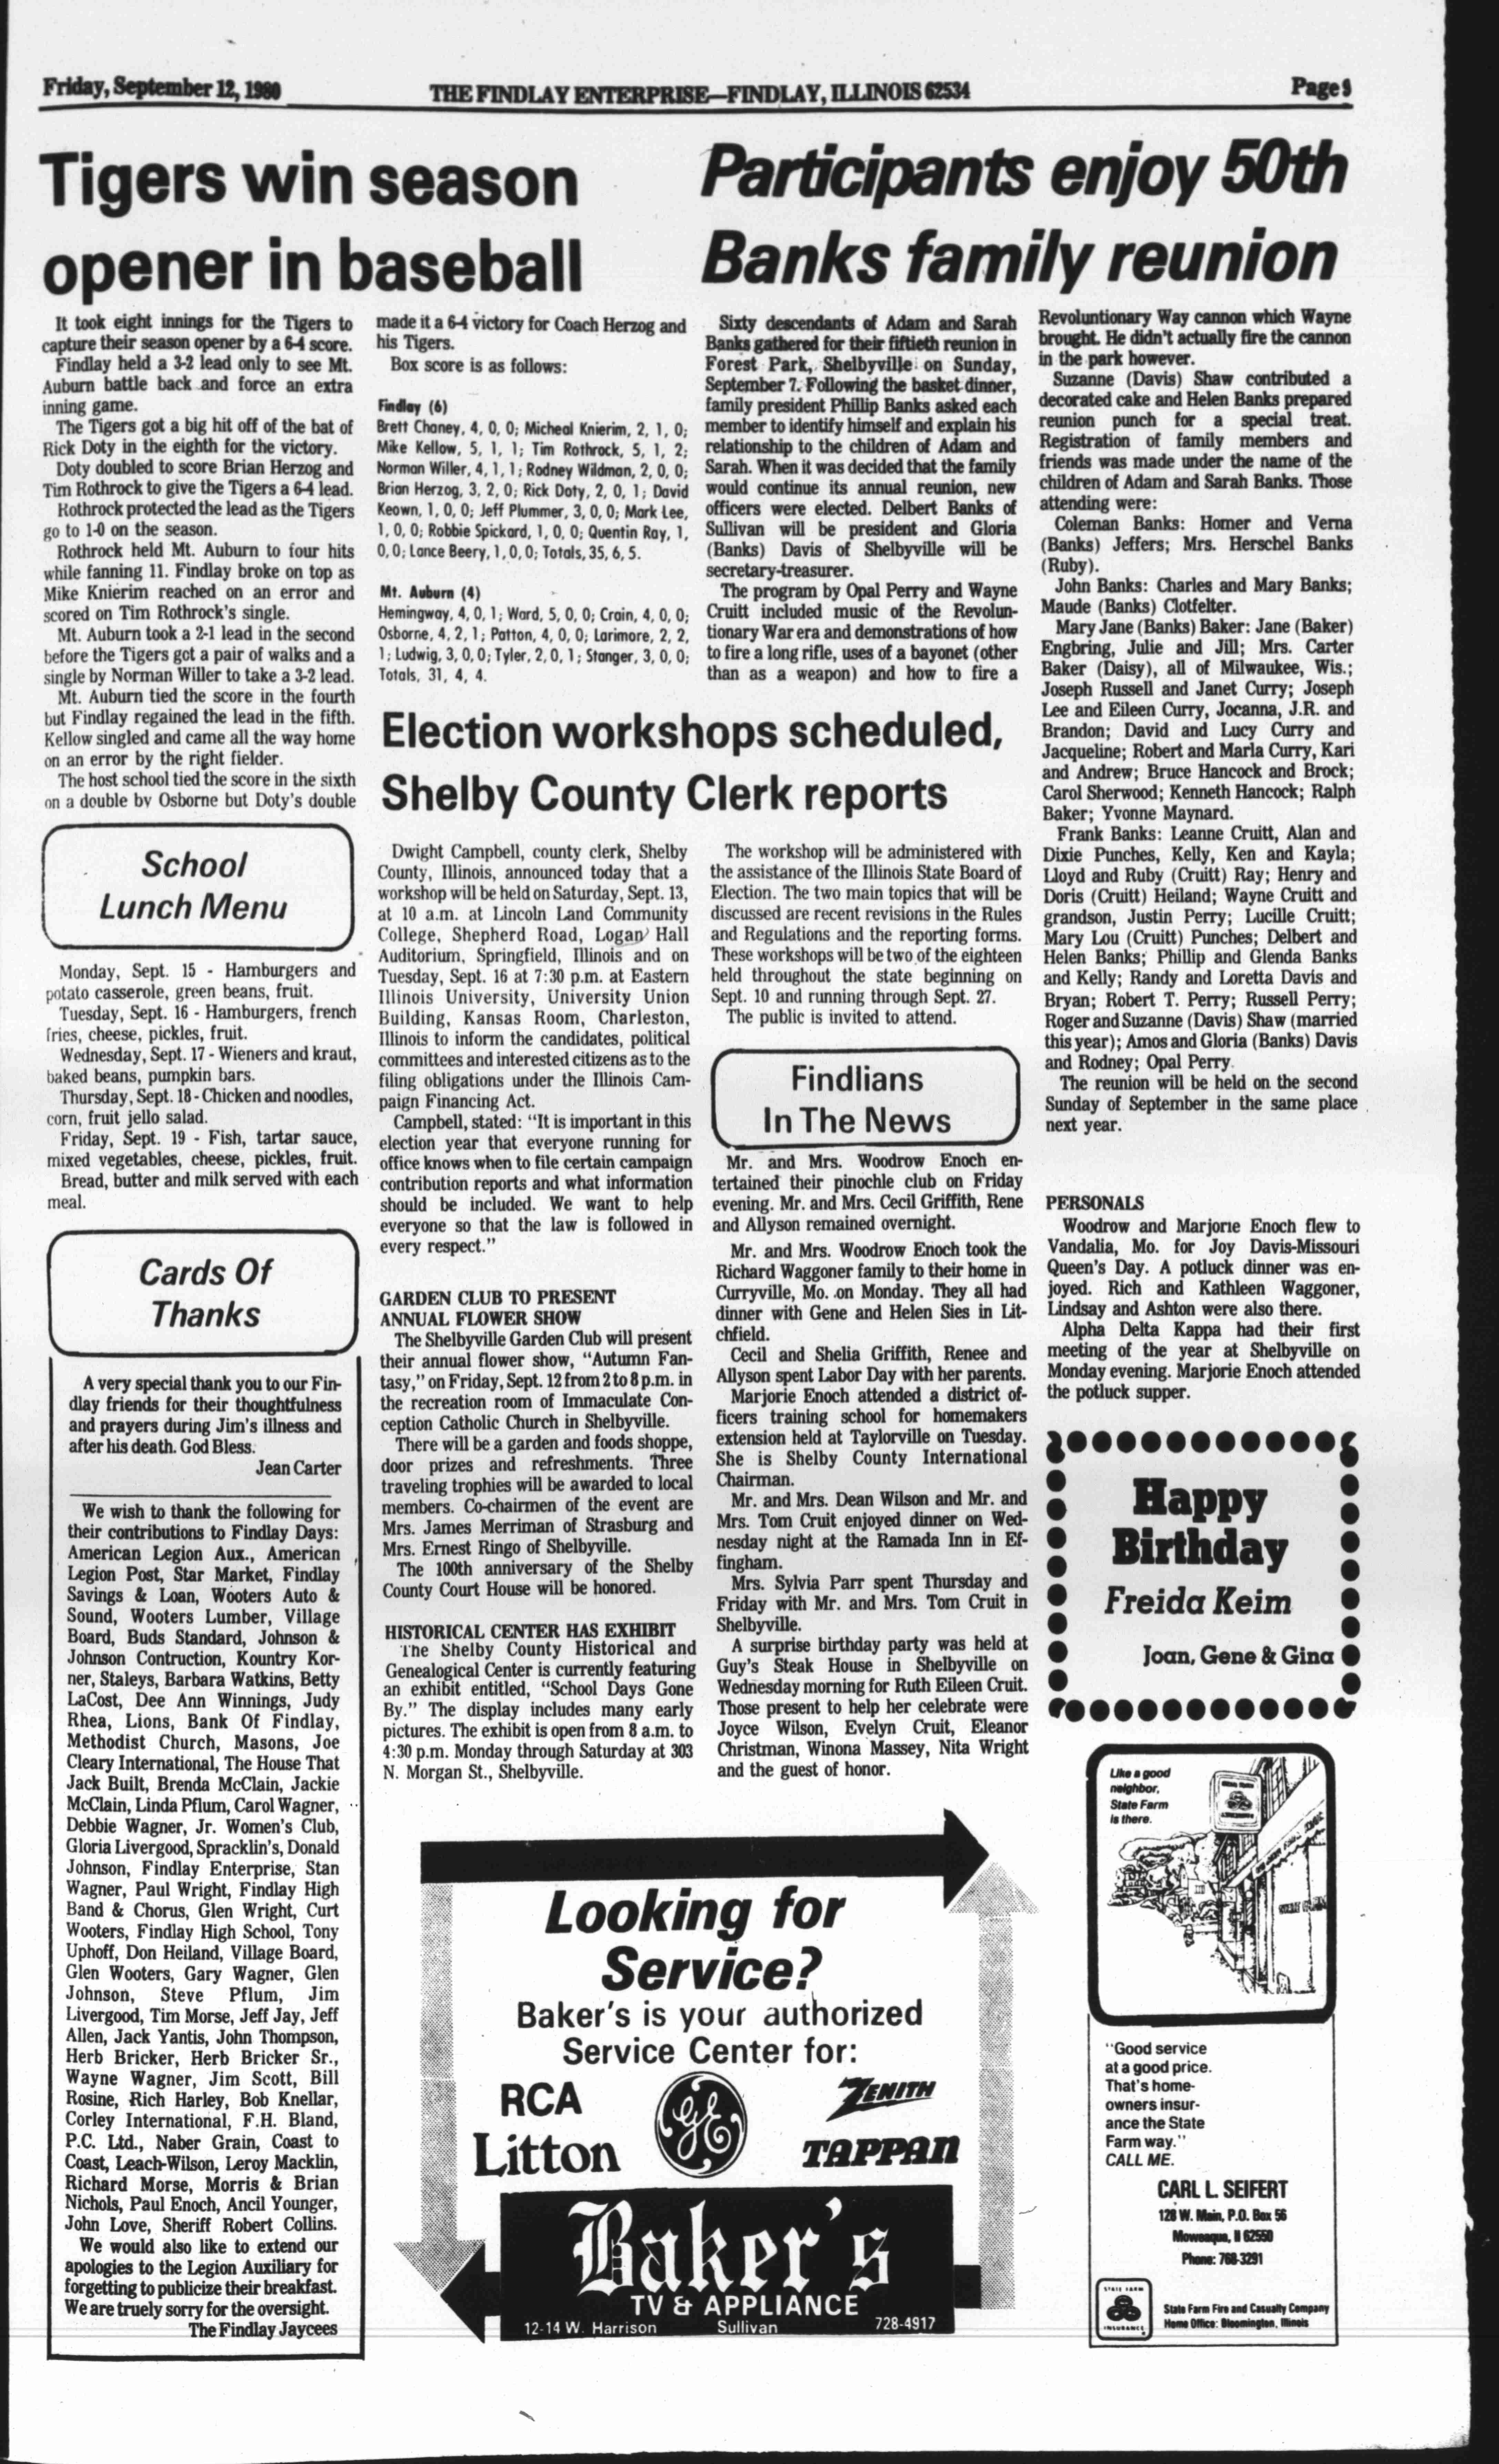 Friday, September 12, 1980
THE FINDLAY ENTERPRISE—FINDLAY, ILLINOIS 62534
Page
Tigers win season
opener in baseball
It took eight innings for the Tigers to
capture their season opener by a 6-4 score.
Findlay held a 3-2 lead only to see Mt.
Auburn battle back and force an extra
inning game.
The Tigers got a big hit off of the bat of
Rick Doty in the eighth for the victory.
Doty doubled to score Brian Herzog and
Tim Rothrock to give the Tigers a 6-4 lead.
Rothrock protected the lead as the Tigers
go to 1-0 on the season.
Rothrock held Mt. Auburn to four hits
while fanning 11. Findlay broke on top as
Mike Knierim reached on an error and
scored on Tim Rothrock's single.
Mt. Auburn took a 2-1 lead in the second
before the Tigers got a pair of walks and a
single by Norman Willer to take a 3-2 lead.
Mt. Auburn tied the score in the fourth
but Findlay regained the lead in the fifth.
Kellow singled and came all the way home
on an error by the right fielder.
The host school tied the score in the sixth
on a double by Osborne but Doty's double
made it a 6-4 victory for Coach Herzog and
his Tigers.
Box score is as follows:
Findlay (6)
Brett Chaney, 4, 0, 0; Micheal Knierim, 2, 1, 0;
Mike Kellow, 5, 1, 1; Tim Rothrock, 5, 1, 2;
Norman Willer, 4, 1, 1; Rodney Wildman, 2, 0, 0;
Brian Herzog, 3, 2, 0; Rick Doty, 2, 0, 1; David
Keown, 1, 0, 0; Jeff Plummer, 3, 0, 0; Mark Lee,
1, 0, 0; Robbie Spickard, 1, 0, 0; Quentin Ray, 1,
0, 0; Lance Beery, 1, 0, 0; Totals, 35, 6, 5.
Mt. Auburn (4)
Hemingway, 4, 0, 1; Ward, 5, 0, 0; Crain, 4, 0, 0;
Osborne, 4, 2, 1; Patton, 4, 0, 0; Larimore, 2, 2,
1; Ludwig, 3, 0, 0; Tyler, 2, 0, 1; Stanger, 3, 0, 0;
Totals, 31, 4, 4.
Participants enjoy 50th
Banks family reunion
Sixty descendants of Adam and Sarah
Banks gathered for their fiftieth reunion in
Forest Park, Shelbyville on Sunday,
September 7. Following the basket dinner,
family president Phillip Banks asked each
member to identify himself and explain his
relationship to the children of Adam and
Sarah. When it was decided that the family
would continue its annual reunion, new
officers were elected. Delbert Banks of
Sullivan will be president and Gloria
(Banks) Davis of Shelbyville will be
secretary-treasurer.
The program by Opal Perry and Wayne
Cruitt included music of the Revolun-
tionary War era and demonstrations of how
to fire a long rifle, uses of a bayonet (other
than as a weapon) and how to fire a
Revoluntionary Way cannon which Wayne
brought. He didn't actually fire the cannon
in the park however.
Suzanne (Davis) Shaw contributed a
decorated cake and Helen Banks prepared
reunion punch for a special treat.
Registration of family members and
friends was made under the name of the
children of Adam and Sarah Banks. Those
attending were:
Coleman Banks: Homer and Verna
(Banks) Jeffers; Mrs. Herschel Banks
(Ruby).
John Banks: Charles and Mary Banks;
Maude (Banks) Clotfelter.
Mary Jane (Banks) Baker: Jane (Baker)
Engbring, Julie and Jill; Mrs. Carter
Baker (Daisy), all of Milwaukee, Wis.;
Joseph Russell and Janet Curry; Joseph
Lee and Eileen Curry, Jocanna, J.R. and
Brandon; David and Lucy Curry and
Jacqueline; Robert and Marla Curry, Kari
and Andrew; Bruce Hancock and Brock;
Carol Sherwood; Kenneth Hancock; Ralph
Baker; Yvonne Maynard.
Frank Banks: Leanne Cruitt, Alan and
Dixie Punches, Kelly, Ken and Kayla;
Lloyd and Ruby (Cruitt) Ray; Henry and
Doris (Cruitt) Heiland; Wayne Cruitt and
grandson, Justin Perry; Lucille Cruitt;
Mary Lou (Cruitt) Punches; Delbert and
Helen Banks; Phillip and Glenda Banks
and Kelly; Randy and Loretta Davis and
Bryan; Robert T. Perry; Russell Perry;
Roger and Suzanne (Davis) Shaw (married
this year); Amos and Gloria (Banks) Davis
and Rodney; Opal Perry.
The reunion will be held on the second
Sunday of September in the same place
next year.
Election workshops scheduled,
Shelby County Clerk reports
Dwight Campbell, county clerk, Shelby
County, Illinois, announced today that a
workshop will be held on Saturday, Sept. 13,
at 10 a.m. at Lincoln Land Community
College, Shepherd Road, Logan Hall
Auditorium, Springfield, Illinois and on
Tuesday, Sept. 16 at 7:30 p.m. at Eastern
Illinois University, University Union
Building, Kansas Room, Charleston,
Illinois to inform the candidates, political
committees and interested citizens as to the
filing obligations under the Illinois Cam-
paign Financing Act.
Campbell, stated: "It is important in this
election year that everyone running for
office knows when to file certain campaign
contribution reports and what information
should be included. We want to help
everyone so that the law is followed in
every respect."
The workshop will be administered with
the assistance of the Illinois State Board of
Election. The two main topics that will be
discussed are recent revisions in the Rules
and Regulations and the reporting forms.
These workshops will be two of the eighteen
held throughout the state beginning on
Sept. 10 and running through Sept. 27.
The public is invited to attend.
School
Lunch Menu
Monday, Sept. 15 - Hamburgers and
potato casserole, green beans, fruit.
Tuesday, Sept. 16 - Hamburgers, french
fries, cheese, pickles, fruit.
Wednesday, Sept. 17 - Wieners and kraut,
baked beans, pumpkin bars.
Thursday, Sept. 18 - Chicken and noodles,
corn, fruit jello salad.
Friday, Sept. 19 - Fish, tartar sauce,
mixed vegetables, cheese, pickles, fruit.
Bread, butter and milk served with each
meal.
Cards Of
Thanks
A very special thank you to our Fin-
dlay friends for their thoughtfulness
and prayers during Jim's illness and
after his death. God Bless.
Jean Carter
We wish to thank the following for
their contributions to Findlay Days:
American Legion Aux., American
Legion Post, Star Market, Findlay
Savings & Loan, Wooters Auto &
Sound, Wooters Lumber, Village
Board, Buds Standard, Johnson &
Johnson Contruction, Kountry Kor-
ner, Staleys, Barbara Watkins, Betty
LaCost, Dee Ann Winnings, Judy
Rhea, Lions, Bank Of Findlay,
Methodist Church, Masons, Joe
Cleary International, The House That
Jack Built, Brenda McClain, Jackie
McClain, Linda Pflum, Carol Wagner,
Debbie Wagner, Jr. Women's Club,
Gloria Livergood, Spracklin's, Donald
Johnson, Findlay Enterprise, Stan
Wagner, Paul Wright, Findlay High
Band & Chorus, Glen Wright, Curt
Wooters, Findlay High School, Tony
Uphoff, Don Heiland, Village Board,
Glen Wooters, Gary Wagner, Glen
Johnson, Steve Pflum, Jim
Livergood, Tim Morse, Jeff Jay, Jeff
Allen, Jack Yantis, John Thompson,
Herb Bricker, Herb Bricker Sr.,
Wayne Wagner, Jim Scott, Bill
Rosine, Rich Harley, Bob Knellar,
Corley International, F.H. Bland,
P.C. Ltd., Naber Grain, Coast to
Coast, Leach-Wilson, Leroy Macklin,
Richard Morse, Morris & Brian
Nichols, Paul Enoch, Ancil Younger,
John Love, Sheriff Robert Collins.
We would also like to extend our
apologies to the Legion Auxiliary for
forgetting to publicize their breakfast.
We are truely sorry for the oversight.
The Findlay Jaycees
GARDEN CLUB TO PRESENT
ANNUAL FLOWER SHOW
The Shelbyville Garden Club will present
their annual flower show, "Autumn Fan-
tasy," on Friday, Sept. 12 from 2 to 8 p.m. in
the recreation room of Immaculate Con-
ception Catholic Church in Shelbyville.
There will be a garden and foods shoppe,
door prizes and refreshments. Three
traveling trophies will be awarded to local
members. Co-chairmen of the event are
Mrs. James Merriman of Strasburg and
Mrs. Ernest Ringo of Shelbyville.
The 100th anniversary of the Shelby
County Court House will be honored.
HISTORICAL CENTER HAS EXHIBIT
The Shelby County Historical and
Genealogical Center is currently featuring
an exhibit entitled, "School Days Gone
By." The display includes many early
pictures. The exhibit is open from 8 a.m. to
4:30 p.m. Monday through Saturday at 303
N. Morgan St., Shelbyville.
Findlians
In The News
Mr. and Mrs. Woodrow Enoch en-
tertained their pinochle club on Friday
evening. Mr. and Mrs. Cecil Griffith, Rene
and Allyson remained overnight.
Mr. and Mrs. Woodrow Enoch took the
Richard Waggoner family to their home in
Curryville, Mo. on Monday. They all had
dinner with Gene and Helen Sies in Lit-
chfield.
Cecil and Shelia Griffith, Renee and
Allyson spent Labor Day with her parents.
Marjorie Enoch attended a district of-
ficers training school for homemakers
extension held at Taylorville on Tuesday.
She is Shelby County International
Chairman.
Mr. and Mrs. Dean Wilson and Mr. and
Mrs. Tom Cruit enjoyed dinner on Wed-
nesday night at the Ramada Inn in Ef-
fingham.
Mrs. Sylvia Parr spent Thursday and
Friday with Mr. and Mrs. Tom Cruit in
Shelbyville.
A surprise birthday party was held at
Guy's Steak House in Shelbyville on
Wednesday morning for Ruth Eileen Cruit.
Those present to help her celebrate were
Joyce Wilson, Evelyn Cruit, Eleanor
Christman, Winona Massey, Nita Wright
and the guest of honor.
PERSONALS
Woodrow and Marjorie Enoch flew to
Vandalia, Mo. for Joy Davis-Missouri
Queen's Day. A potluck dinner was en-
joyed. Rich and Kathleen Waggoner,
Lindsay and Ashton were also there.
Alpha Delta Kappa had their first
meeting of the year at Shelbyville on
Monday evening. Marjorie Enoch attended
the potluck supper.
Happy
Birthday
Freida Keim
Joan, Gene & Gina
Looking for
Service?
Baker's is your authorized
Service Center for:
RCA
GE
ZENITH
Litton
TAPPAN
Baker's
TV & APPLIANCE
12-14 W. Harrison
Sullivan
728-4917
Like a good
neighbor,
State Farm
is there.
"Good service
at a good price.
That's home-
owners insur-
ance the State
Farm way."
CALL ME.
CARL L. SEIFERT
128 W. Main, P.O. Box 56
Moweaqua, Il 62550
Phone: 768-3291
STATE FARM
INSURANCE
State Farm Fire and Casualty Company
Home Office: Bloomington, Illinois